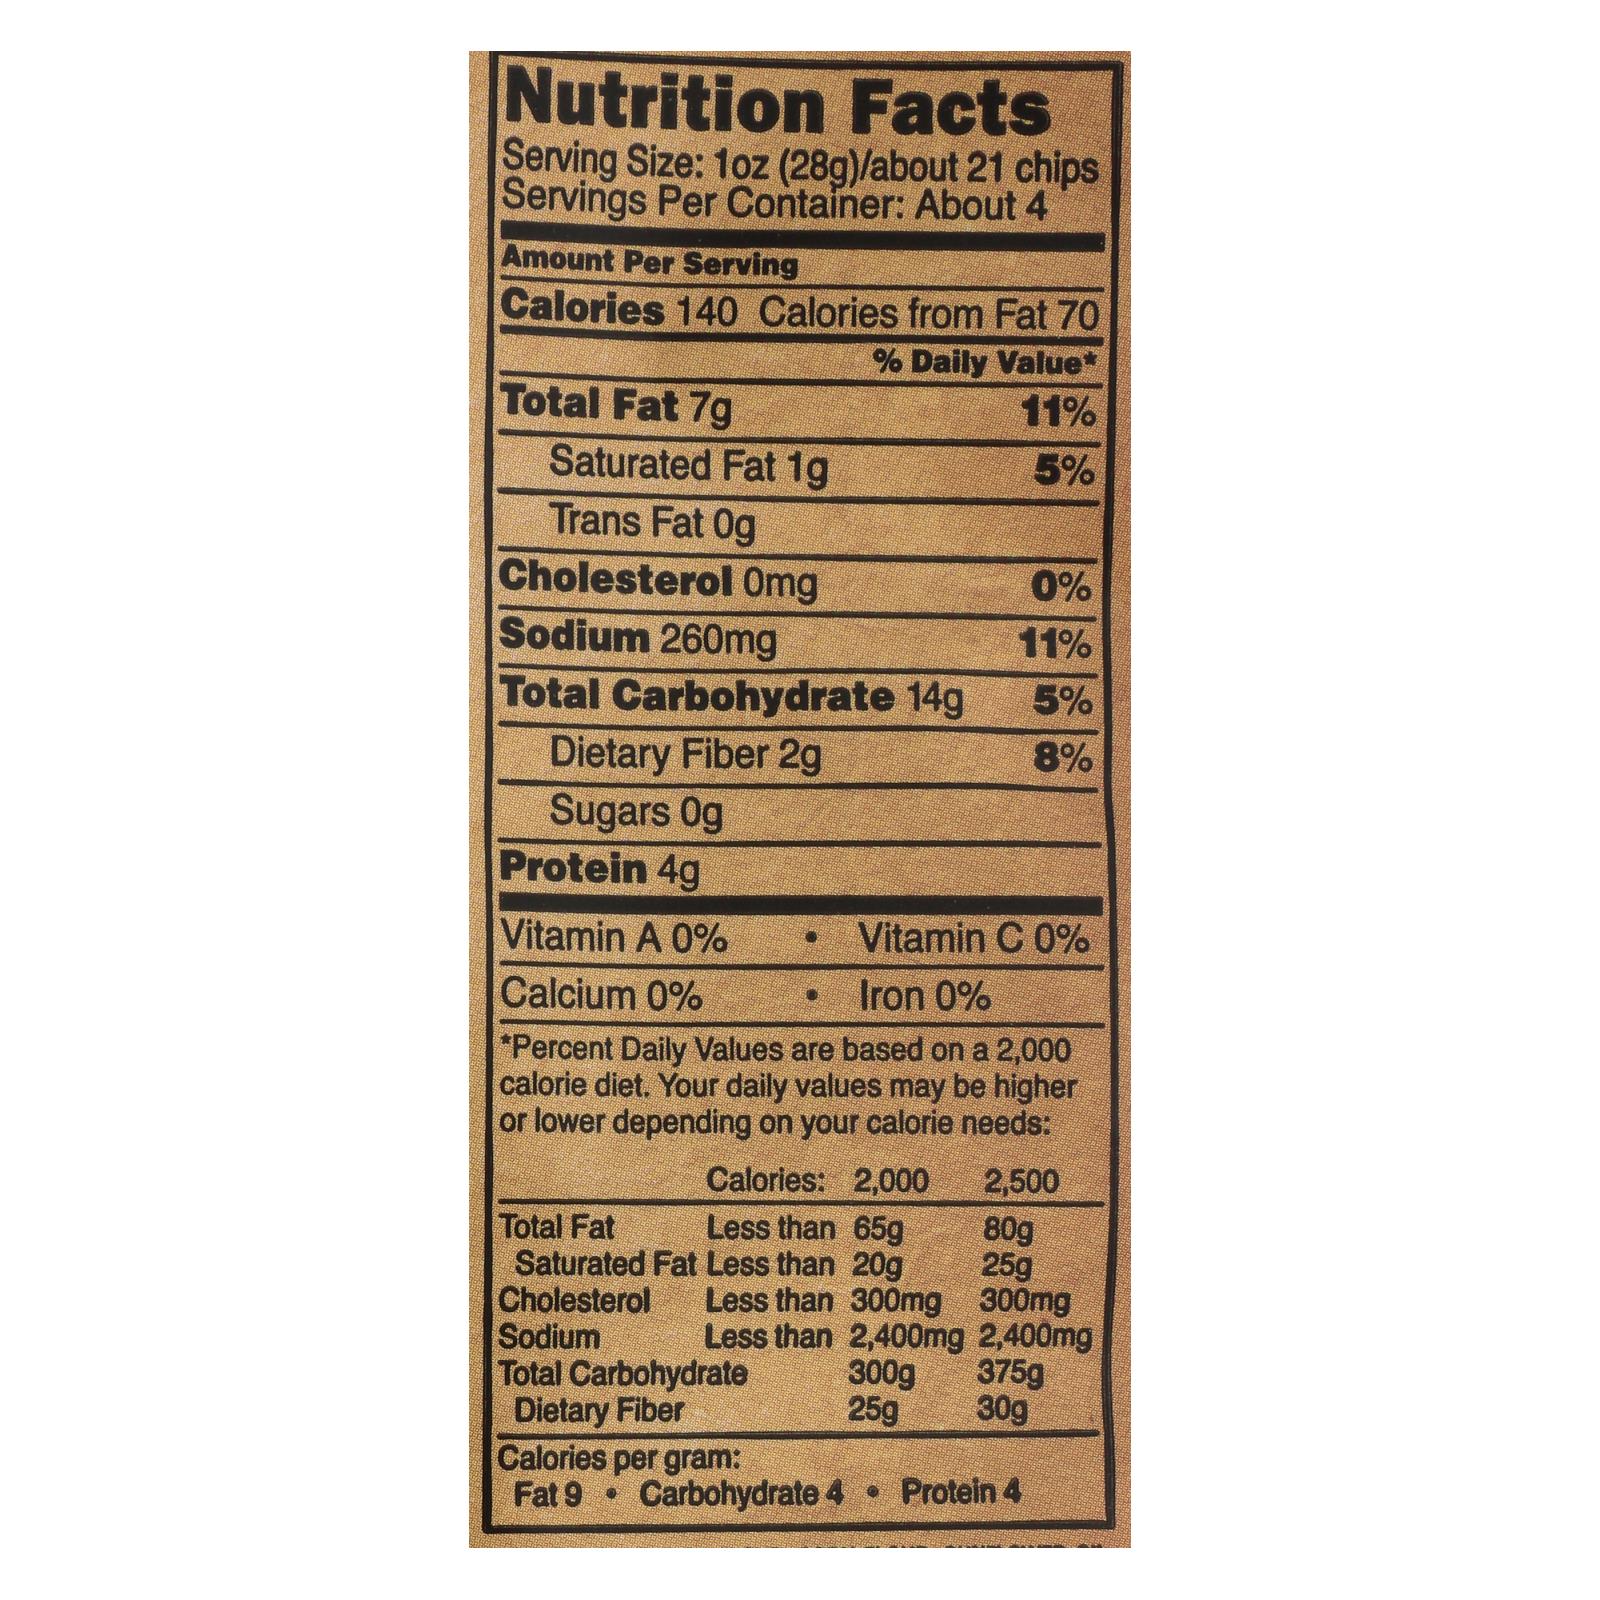 Nutrition Facts
Serving Size: 1oz (28g)/about 21 chips
Servings Per Container: About 4
Amount Per Serving
Calories 140 Calories from Fat 70
% Daily Value*
Total Fat 7g 11%
Saturated Fat 1g 5%
Trans Fat 0g
Cholesterol 0mg 0%
Sodium 260mg 11%
Total Carbohydrate 14g 5%
Dietary Fiber 2g 8%
Sugars 0g
Protein 4g
Vitamin A 0% • Vitamin C 0%
Calcium 0% • Iron 0%
*Percent Daily Values are based on a 2,000
calorie diet. Your daily values may be higher
or lower depending on your calorie needs:
Calories: 2,000 2,500
Total Fat Less than 65g 80g
Saturated Fat Less than 20g 25g
Cholesterol Less than 300mg 300mg
Sodium Less than 2,400mg 2,400mg
Total Carbohydrate 300g 375g
Dietary Fiber 25g 30g
Calories per gram:
Fat 9 • Carbohydrate 4 • Protein 4